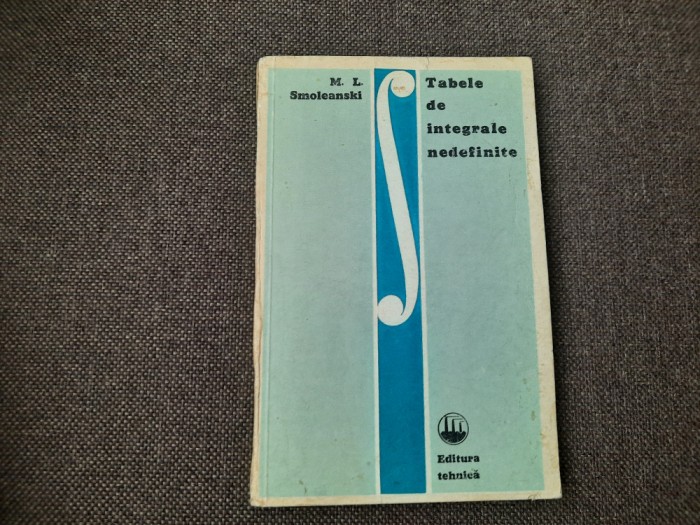 M. L.
Smoleanski
Tabele
de
integrale
nedefinite
Editura
tehnică